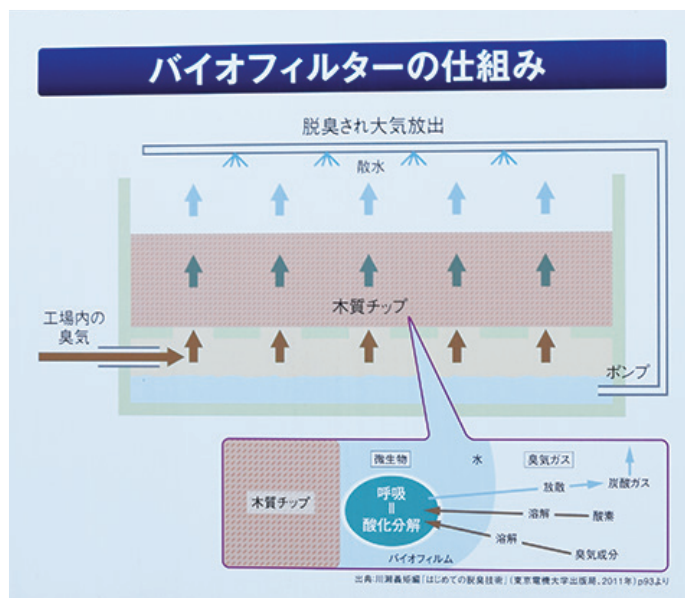 バイオフィルターの仕組み
脱臭され大気放出
散水
木質チップ
工場内の
臭気
ポンプ
微生物
水
臭気ガス
木質チップ
呼吸
||
酸化分解
バイオフィルム
放散
炭酸ガス
溶解
酸素
溶解
臭気成分
出典:川瀬義矩編「はじめての脱臭技術」(東京電機大学出版局、2011年)p93より